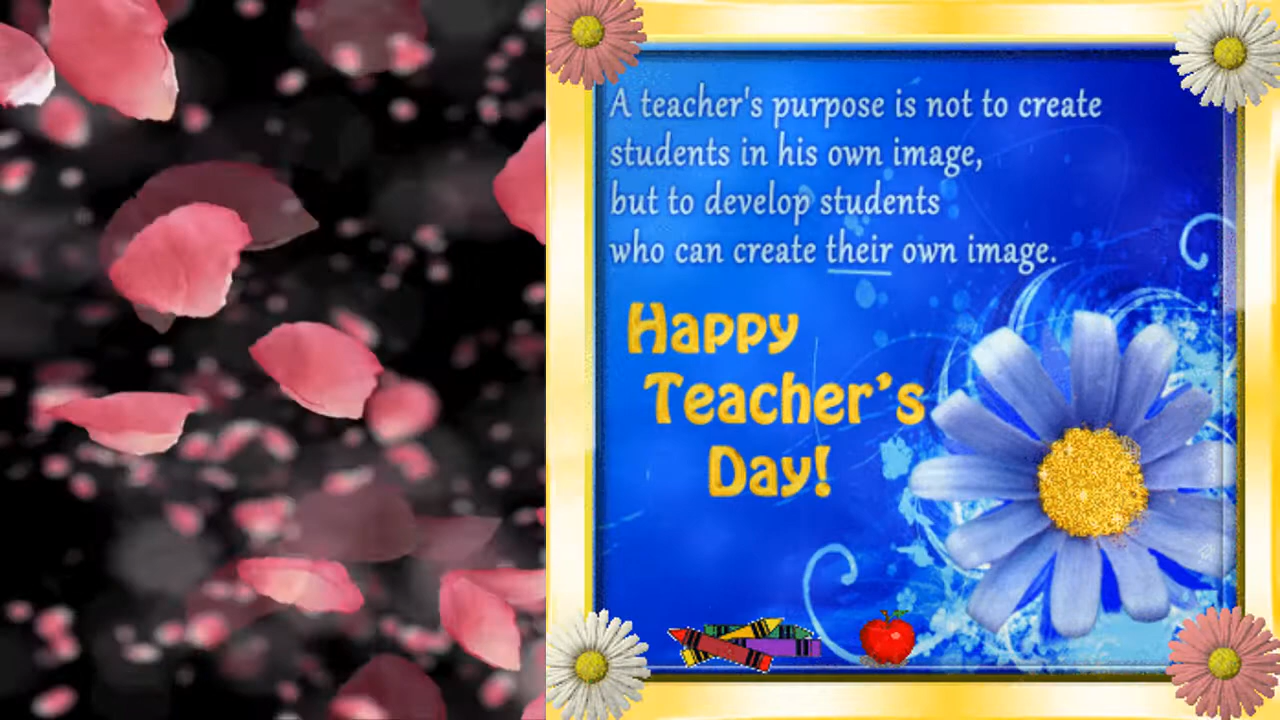 A teacher's purpose is not to create
students in his own image,
but to develop students
who can create their own image.
Happy
Teacher's
Day!